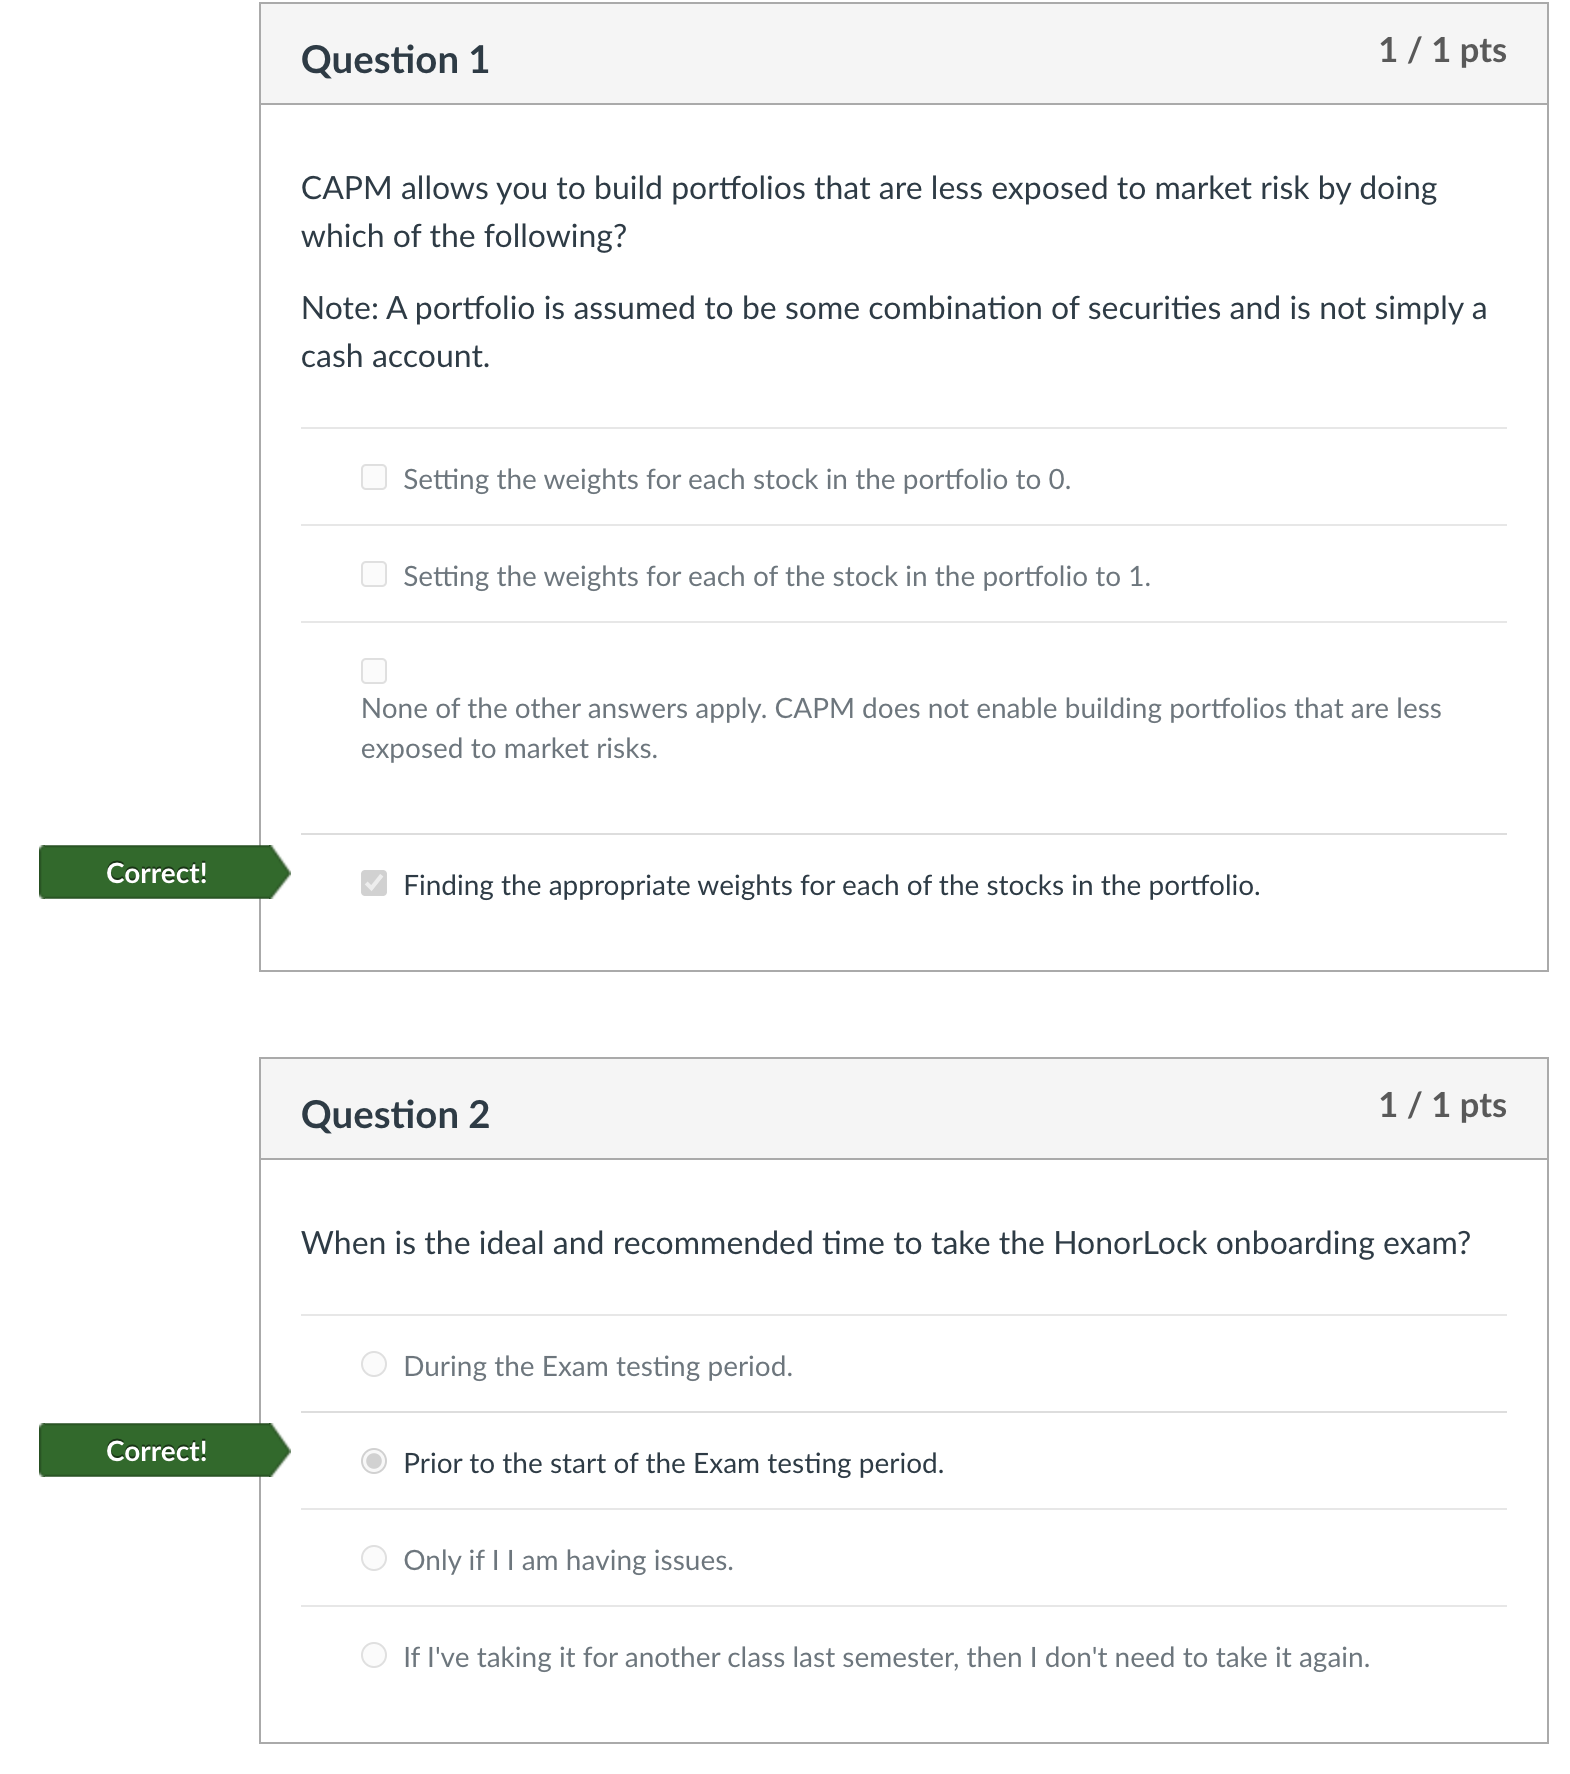 Question 1
1 / 1 pts
CAPM allows you to build portfolios that are less exposed to market risk by doing
which of the following?
Note: A portfolio is assumed to be some combination of securities and is not simply a
cash account.
Setting the weights for each stock in the portfolio to 0.
Setting the weights for each of the stock in the portfolio to 1.
None of the other answers apply. CAPM does not enable building portfolios that are less
exposed to market risks.
Correct!
Finding the appropriate weights for each of the stocks in the portfolio.
Question 2
1 / 1 pts
When is the ideal and recommended time to take the HonorLock onboarding exam?
During the Exam testing period.
Correct!
Prior to the start of the Exam testing period.
Only if I I am having issues.
If I've taking it for another class last semester, then I don't need to take it again.